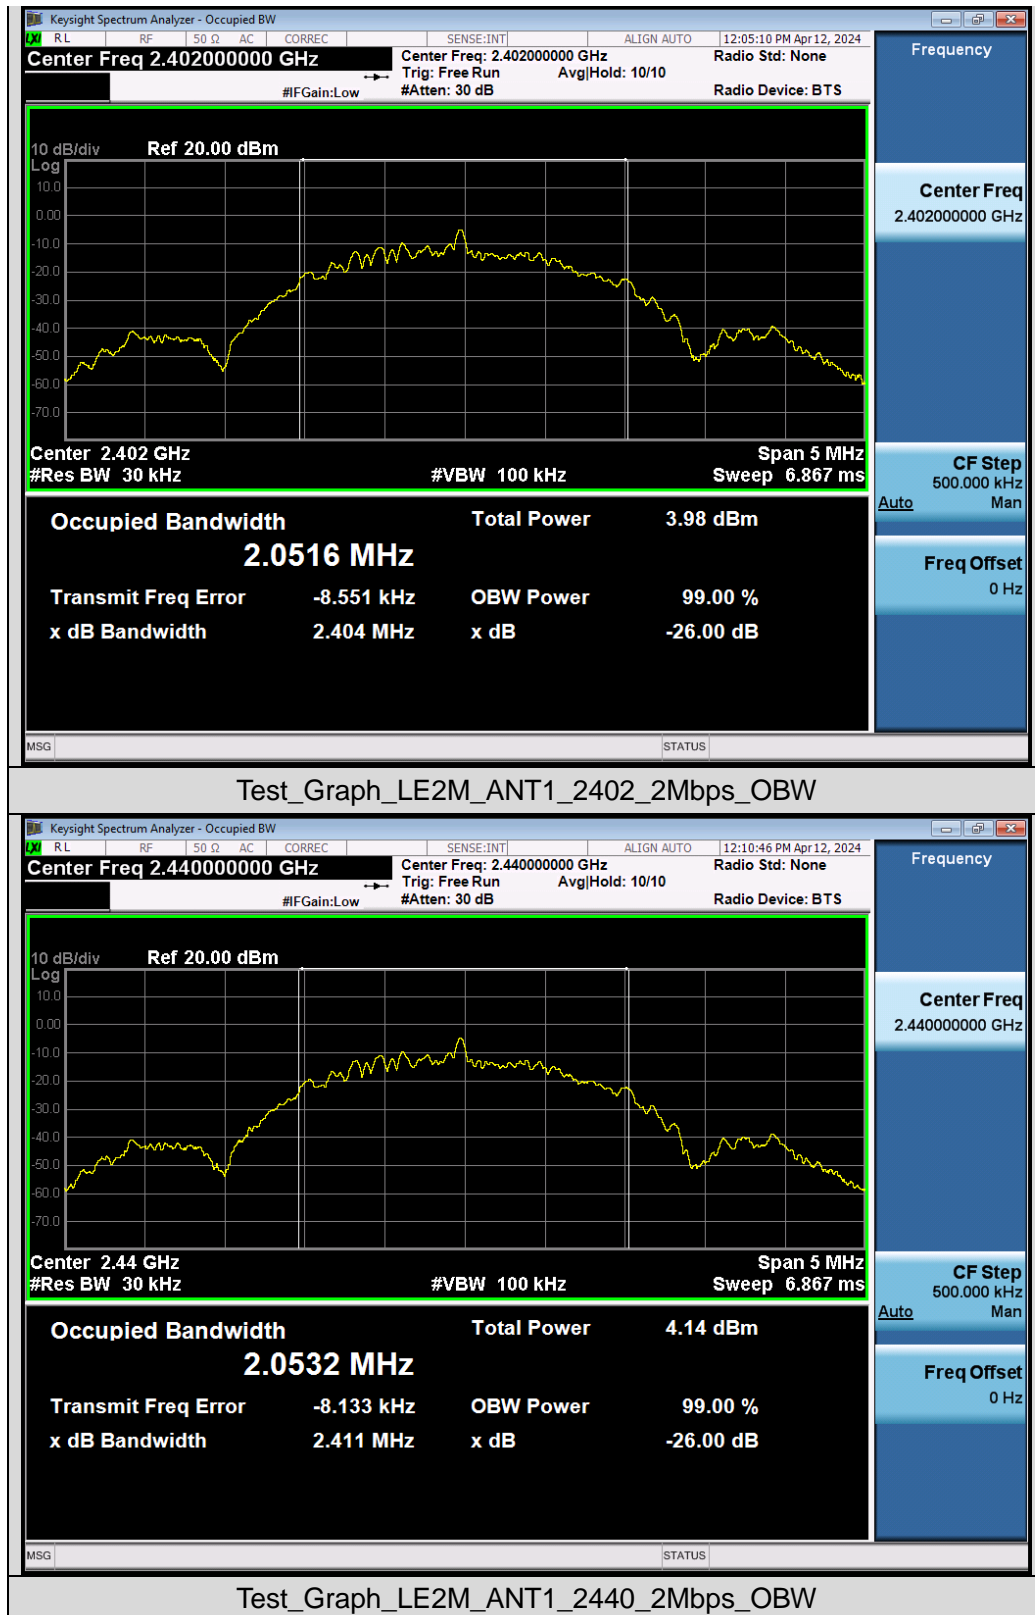 Keysight Spectrum Analyzer - Occupied BW
LXI RL RF 50 Ω AC CORREC SENSE:INT ALIGN AUTO 12:05:10 PM Apr 12, 2024
Center Freq 2.402000000 GHz
Center Freq: 2.402000000 GHz Radio Std: None
Trig: Free Run Avg|Hold: 10/10
#IFGain:Low #Atten: 30 dB Radio Device: BTS
Frequency
10 dB/div Ref 20.00 dBm
Log
10.0
0.00
-10.0
-20.0
-30.0
-40.0
-50.0
-60.0
-70.0
Center 2.402 GHz Span 5 MHz
#Res BW 30 kHz #VBW 100 kHz Sweep 6.867 ms
Occupied Bandwidth Total Power 3.98 dBm
2.0516 MHz
Transmit Freq Error -8.551 kHz OBW Power 99.00 %
x dB Bandwidth 2.404 MHz x dB -26.00 dB
Center Freq
2.402000000 GHz
CF Step
500.000 kHz
Auto Man
Freq Offset
0 Hz
MSG STATUS
Test_Graph_LE2M_ANT1_2402_2Mbps_OBW
Keysight Spectrum Analyzer - Occupied BW
LXI RL RF 50 Ω AC CORREC SENSE:INT ALIGN AUTO 12:10:46 PM Apr 12, 2024
Center Freq 2.440000000 GHz
Center Freq: 2.440000000 GHz Radio Std: None
Trig: Free Run Avg|Hold: 10/10
#IFGain:Low #Atten: 30 dB Radio Device: BTS
Frequency
10 dB/div Ref 20.00 dBm
Log
10.0
0.00
-10.0
-20.0
-30.0
-40.0
-50.0
-60.0
-70.0
Center 2.44 GHz Span 5 MHz
#Res BW 30 kHz #VBW 100 kHz Sweep 6.867 ms
Occupied Bandwidth Total Power 4.14 dBm
2.0532 MHz
Transmit Freq Error -8.133 kHz OBW Power 99.00 %
x dB Bandwidth 2.411 MHz x dB -26.00 dB
Center Freq
2.440000000 GHz
CF Step
500.000 kHz
Auto Man
Freq Offset
0 Hz
MSG STATUS
Test_Graph_LE2M_ANT1_2440_2Mbps_OBW